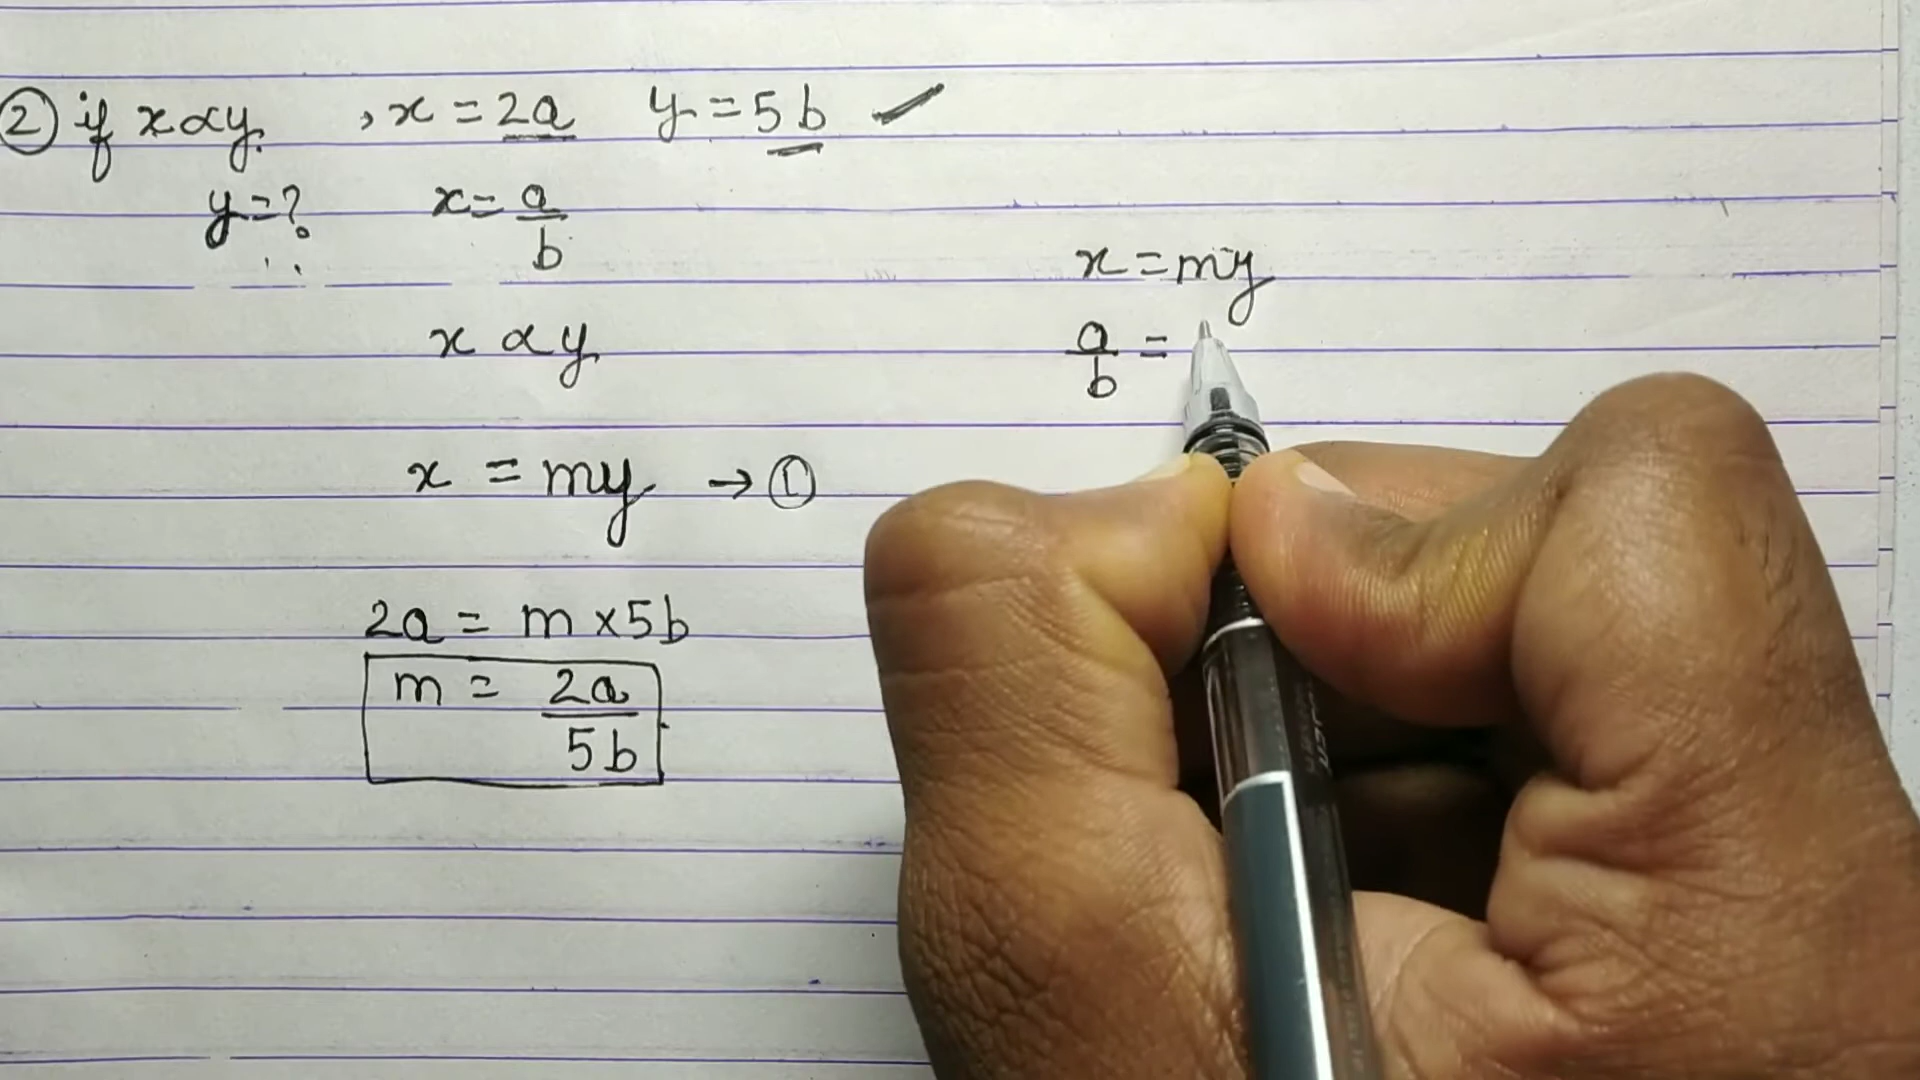 ② if x ∝ y. , x = 2a y = 5b ✓
y = ? x = a/b
x ∝ y
x = my → ①
2a = m × 5b
m = 2a/5b
x = my
a/b =